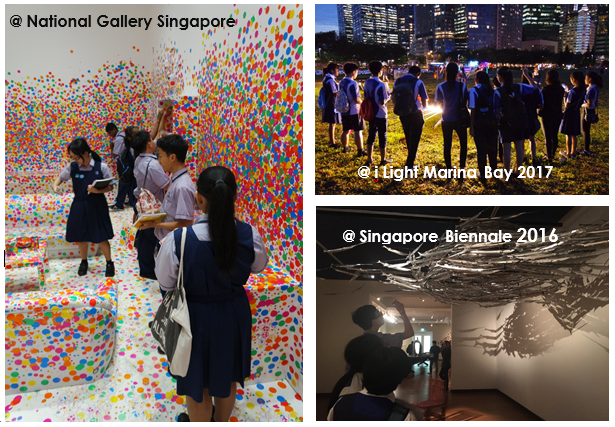 @ National Gallery Singapore
@ i Light Marina Bay 2017
@ Singapore Biennale 2016